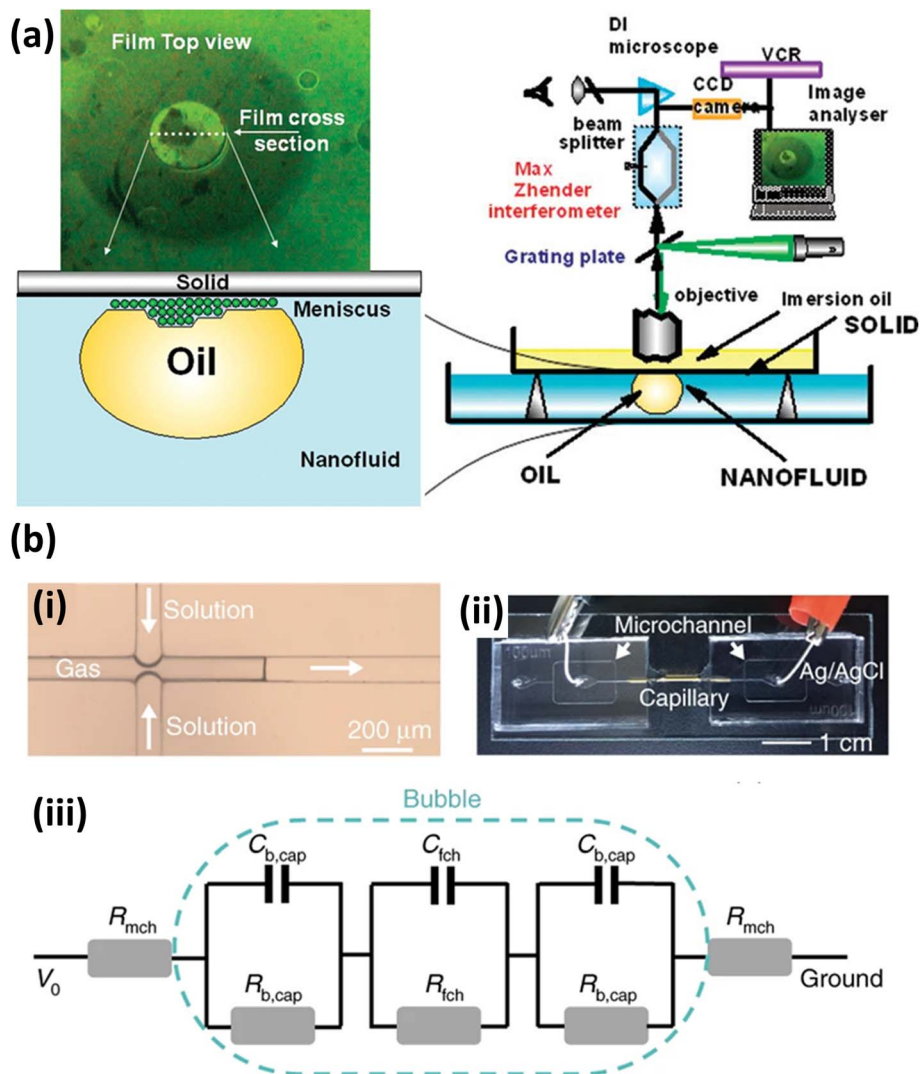 (a)
Film Top view
Film cross
section
Solid
Meniscus
Oil
Nanofluid
DI
microscope
VCR
CCD
camera
Image
analyser
beam
splitter
Max
Zhender
interferometer
Grating plate
objective
Imersion oil
SOLID
OIL
NANOFLUID
(b)
(i)
Solution
Gas
Solution
200 μm
(ii)
Microchannel
100um
Ag/AgCl
Capillary
100um
1 cm
(iii)
Bubble
C_b,cap
C_fch
C_b,cap
R_mch
R_mch
V_0
Ground
R_b,cap
R_fch
R_b,cap